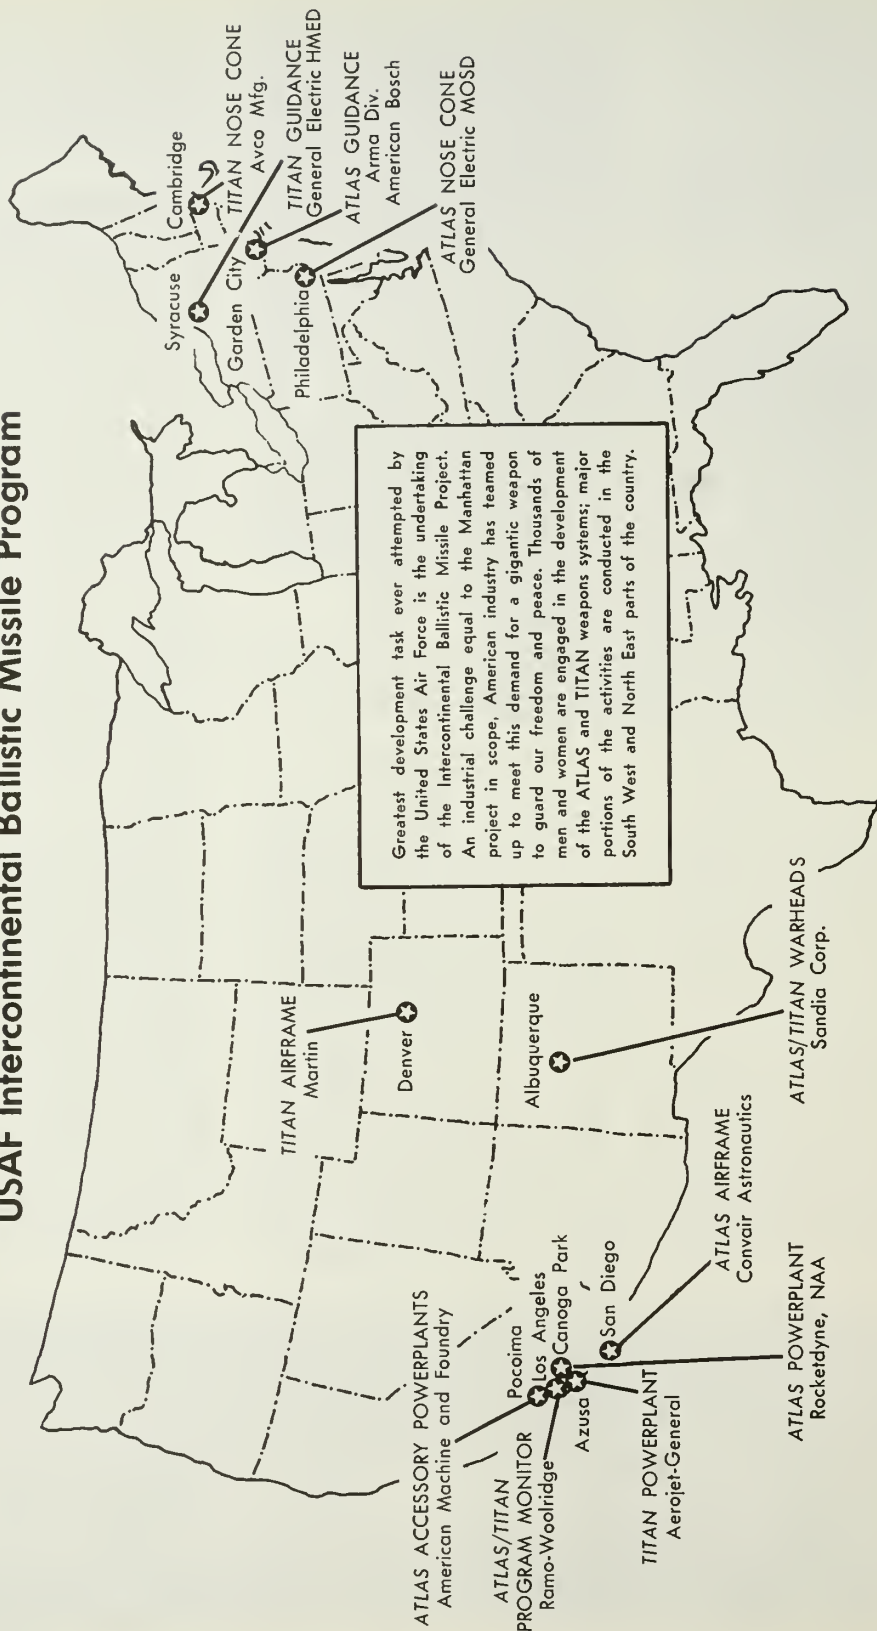 USAF Intercontinental Ballistic Missile Program
Cambridge
TITAN NOSE CONE
Avco Mfg.
Syracuse
TITAN GUIDANCE
General Electric HMED
Garden City
ATLAS GUIDANCE
Arma Div.
American Bosch
Philadelphia
ATLAS NOSE CONE
General Electric MOSD
TITAN AIRFRAME
Martin
Denver
Greatest development task ever attempted by
the United States Air Force is the undertaking
of the Intercontinental Ballistic Missile Project.
An industrial challenge equal to the Manhattan
project in scope, American industry has teamed
up to meet this demand for a gigantic weapon
to guard our freedom and peace. Thousands of
men and women are engaged in the development
of the ATLAS and TITAN weapons systems; major
portions of the activities are conducted in the
South West and North East parts of the country.
Albuquerque
ATLAS/TITAN WARHEADS
Sandia Corp.
ATLAS ACCESSORY POWERPLANTS
American Machine and Foundry
Pocoima
Los Angeles
Canoga Park
San Diego
Azusa
ATLAS/TITAN
PROGRAM MONITOR
Ramo-Woolridge
TITAN POWERPLANT
Aerojet-General
ATLAS AIRFRAME
Convair Astronautics
ATLAS POWERPLANT
Rocketdyne, NAA